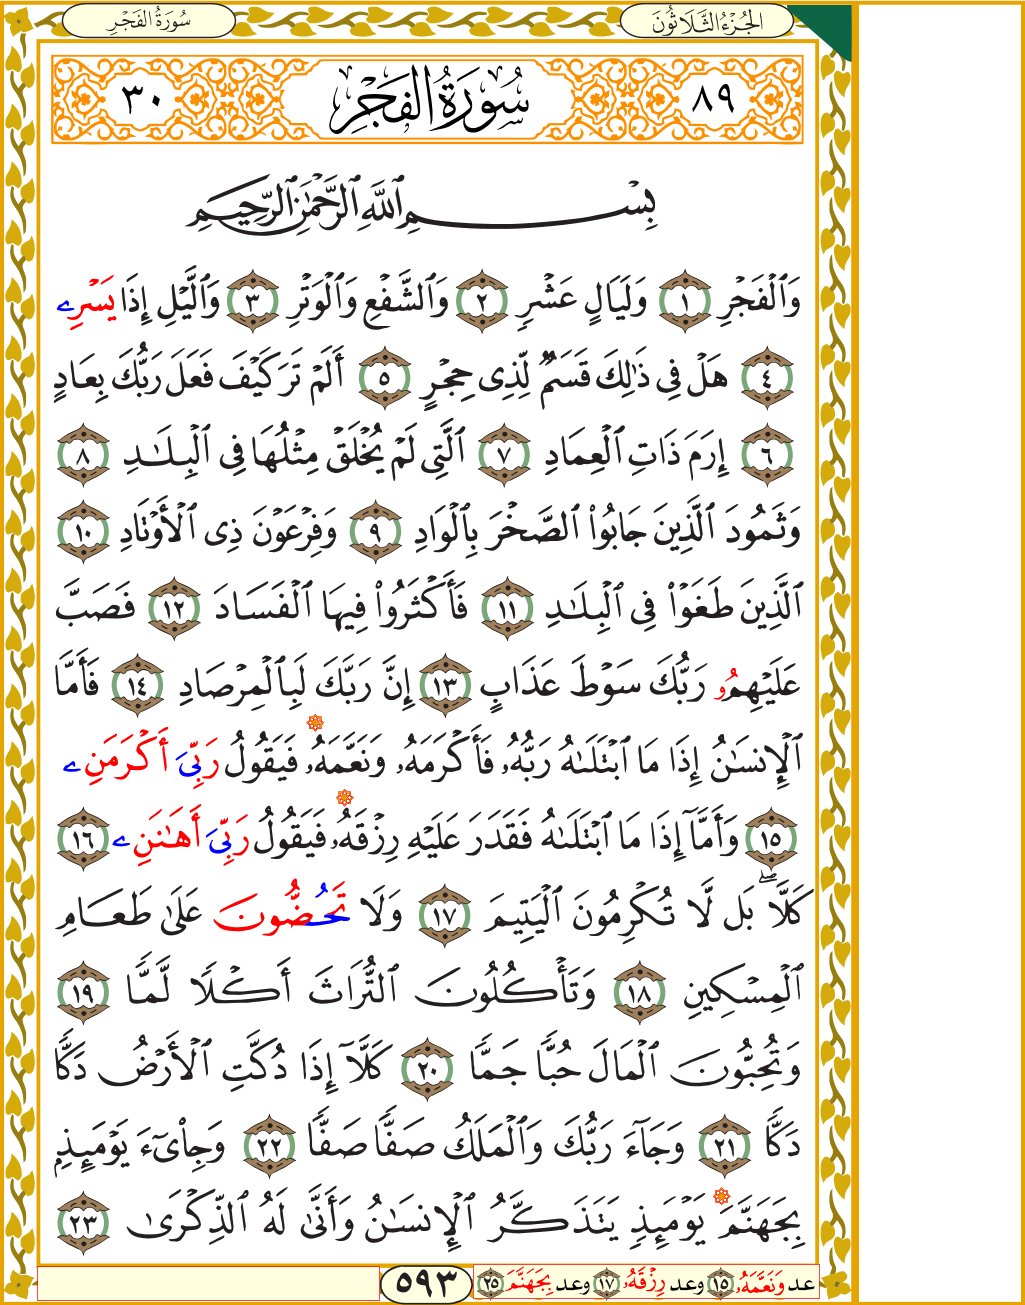 سُورَةُ الفَجْرِ
الجُزْءُ الثَّلَاثُونَ
٨٩ سُورَةُ الفَجْرِ ٣٠
بِسْمِ ٱللَّهِ ٱلرَّحْمَٰنِ ٱلرَّحِيمِ
وَٱلْفَجْرِ ١ وَلَيَالٍ عَشْرٍ ٢ وَٱلشَّفْعِ وَٱلْوَتْرِ ٣ وَٱلَّيْلِ إِذَا يَسْرِۦ
٤ هَلْ فِى ذَٰلِكَ قَسَمٌ لِّذِى حِجْرٍ ٥ أَلَمْ تَرَ كَيْفَ فَعَلَ رَبُّكَ بِعَادٍ
٦ إِرَمَ ذَاتِ ٱلْعِمَادِ ٧ ٱلَّتِى لَمْ يُخْلَقْ مِثْلُهَا فِى ٱلْبِلَٰدِ ٨
وَثَمُودَ ٱلَّذِينَ جَابُوا۟ ٱلصَّخْرَ بِٱلْوَادِ ٩ وَفِرْعَوْنَ ذِى ٱلْأَوْتَادِ ١٠
ٱلَّذِينَ طَغَوْا۟ فِى ٱلْبِلَٰدِ ١١ فَأَكْثَرُوا۟ فِيهَا ٱلْفَسَادَ ١٢ فَصَبَّ
عَلَيْهِمُۥ رَبُّكَ سَوْطَ عَذَابٍ ١٣ إِنَّ رَبَّكَ لَبِٱلْمِرْصَادِ ١٤ فَأَمَّا
ٱلْإِنسَٰنُ إِذَا مَا ٱبْتَلَىٰهُ رَبُّهُۥ فَأَكْرَمَهُۥ وَنَعَّمَهُۥ فَيَقُولُ رَبِّىَ أَكْرَمَنِۦ
١٥ وَأَمَّآ إِذَا مَا ٱبْتَلَىٰهُ فَقَدَرَ عَلَيْهِ رِزْقَهُۥ فَيَقُولُ رَبِّىَ أَهَٰنَنِۦ ١٦
كَلَّاۖ بَل لَّا تُكْرِمُونَ ٱلْيَتِيمَ ١٧ وَلَا تَحُضُّونَ عَلَىٰ طَعَامِ
ٱلْمِسْكِينِ ١٨ وَتَأْكُلُونَ ٱلتُّرَاثَ أَكْلًا لَّمًّا ١٩
وَتُحِبُّونَ ٱلْمَالَ حُبًّا جَمًّا ٢٠ كَلَّآ إِذَا دُكَّتِ ٱلْأَرْضُ دَكًّا
دَكًّا ٢١ وَجَآءَ رَبُّكَ وَٱلْمَلَكُ صَفًّا صَفًّا ٢٢ وَجِا۟ىٓءَ يَوْمَئِذٍۭ
بِجَهَنَّمَ يَوْمَئِذٍ يَتَذَكَّرُ ٱلْإِنسَٰنُ وَأَنَّىٰ لَهُ ٱلذِّكْرَىٰ ٢٣
٥٩٣
عد وَنَعَّمَهُۥ ١٥ وعد رِزْقَهُۥ ١٧ وعد بِجَهَنَّمَ ٢٥